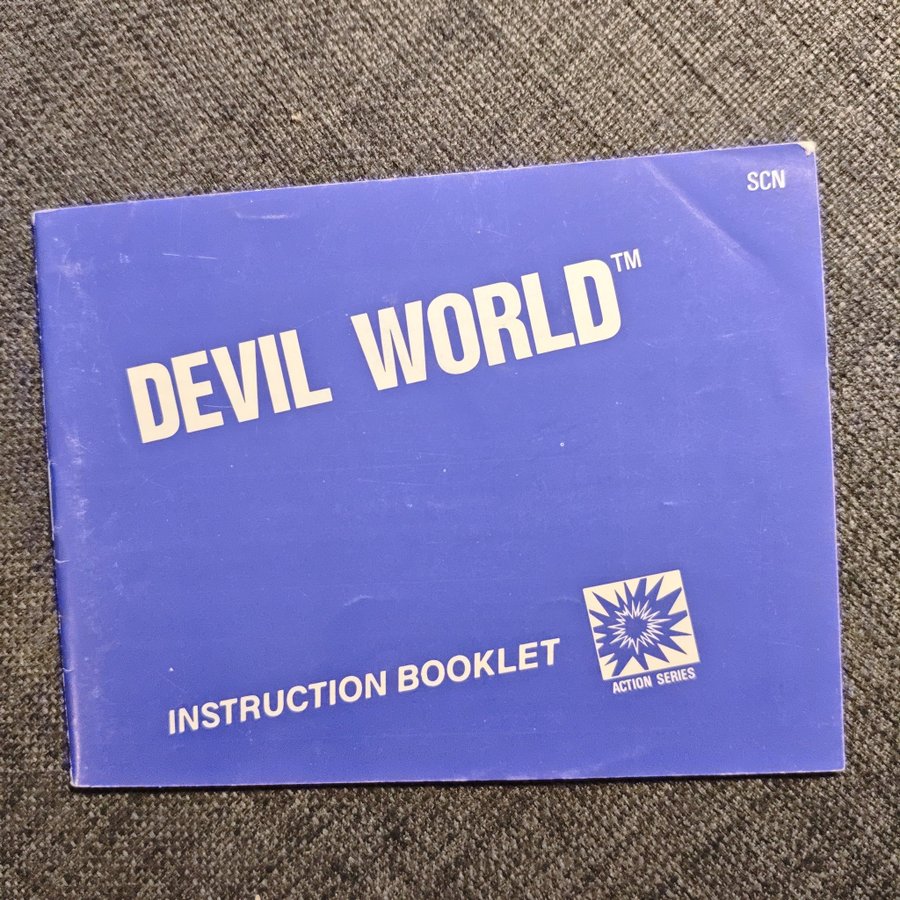 SCN
DEVIL WORLD™
INSTRUCTION BOOKLET
ACTION SERIES